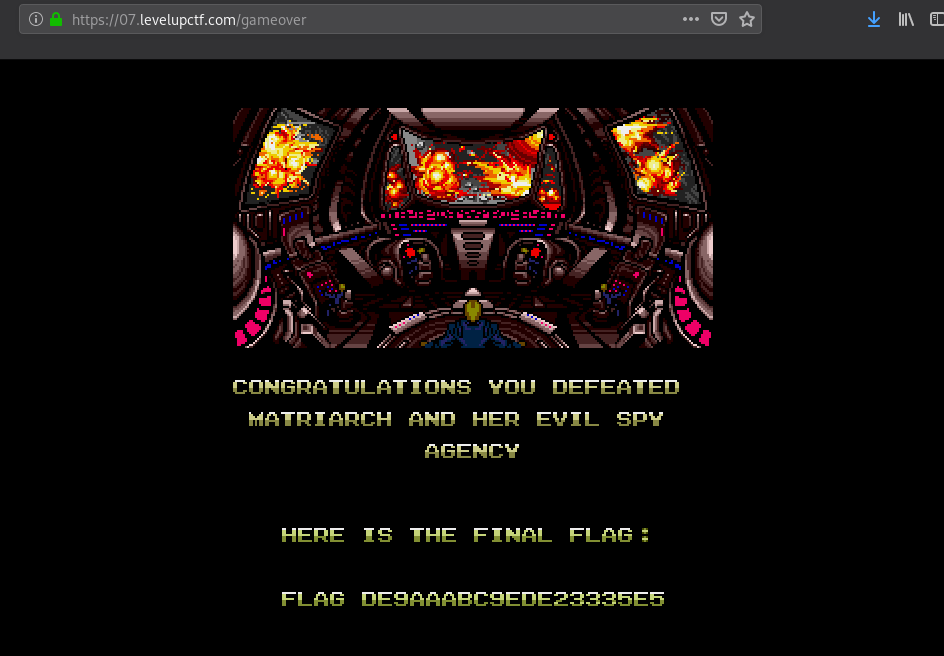 https://07.levelupctf.com/gameover
CONGRATULATIONS YOU DEFEATED
MATRIARCH AND HER EVIL SPY
AGENCY
HERE IS THE FINAL FLAG:
FLAG DE9AAABC9EDE23335E5